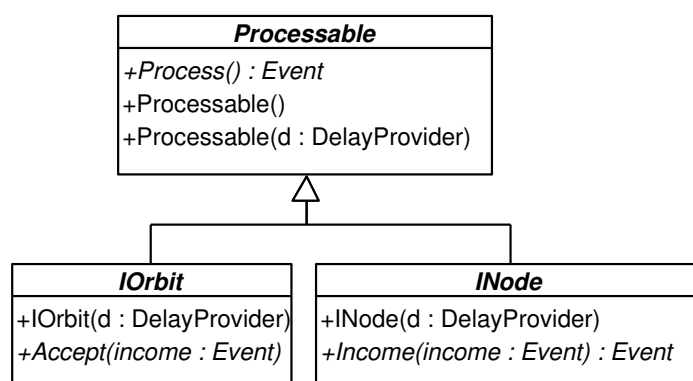 Processable
+Process() : Event
+Processable()
+Processable(d : DelayProvider)
IOrbit
+IOrbit(d : DelayProvider)
+Accept(income : Event)
INode
+INode(d : DelayProvider)
+Income(income : Event) : Event